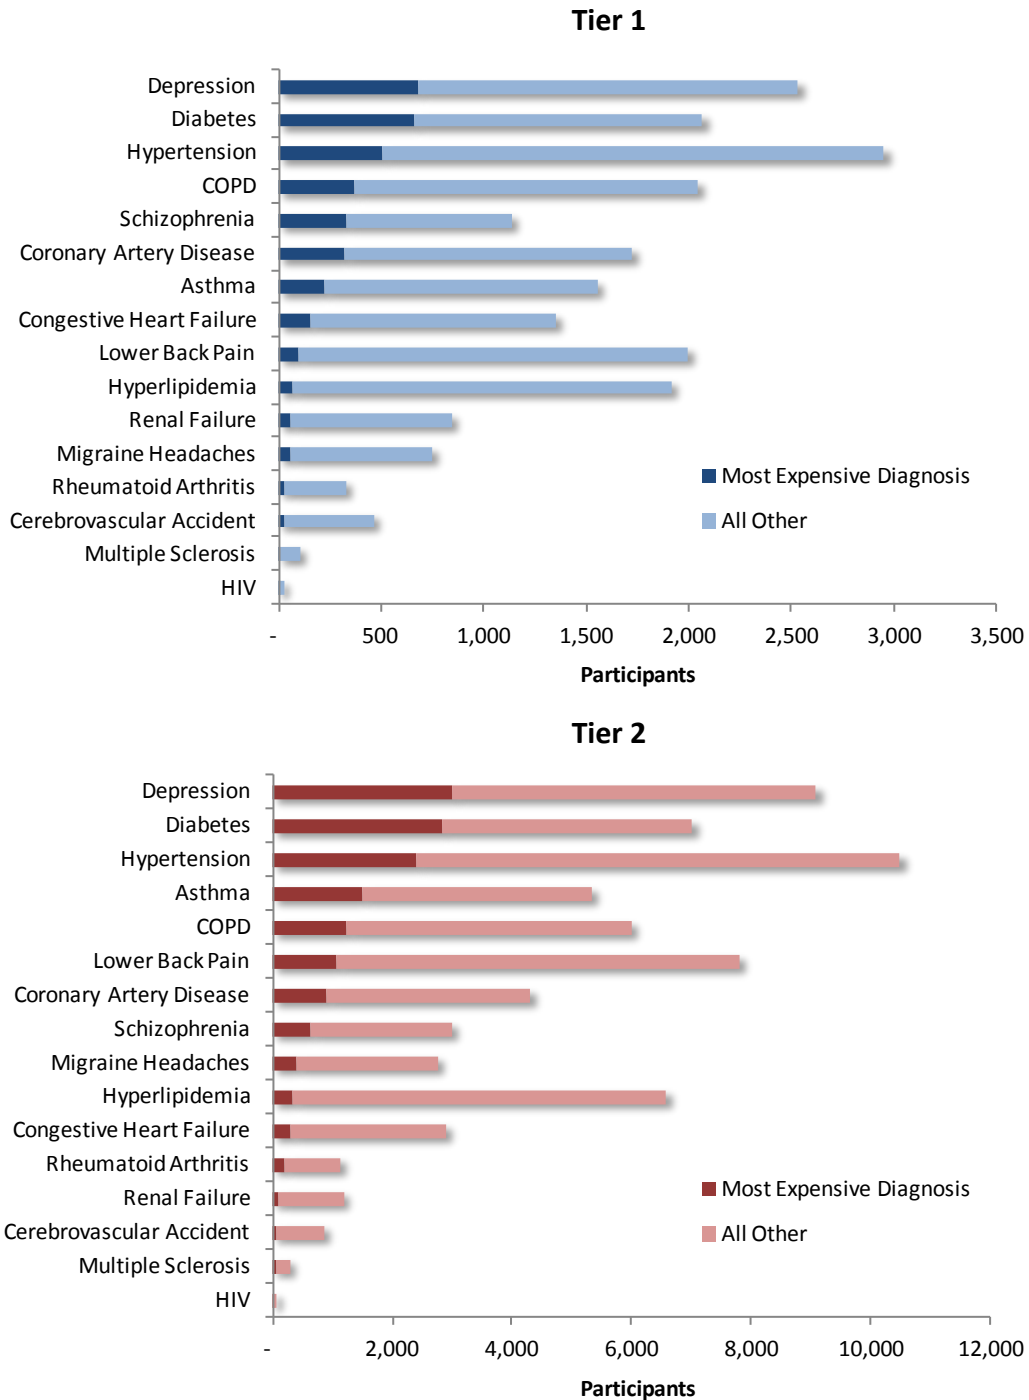 Tier 1
Depression
Diabetes
Hypertension
COPD
Schizophrenia
Coronary Artery Disease
Asthma
Congestive Heart Failure
Lower Back Pain
Hyperlipidemia
Renal Failure
Migraine Headaches
Rheumatoid Arthritis
Cerebrovascular Accident
Multiple Sclerosis
HIV
Most Expensive Diagnosis
All Other
- 500 1,000 1,500 2,000 2,500 3,000 3,500
Participants
Tier 2
Depression
Diabetes
Hypertension
Asthma
COPD
Lower Back Pain
Coronary Artery Disease
Schizophrenia
Migraine Headaches
Hyperlipidemia
Congestive Heart Failure
Rheumatoid Arthritis
Renal Failure
Cerebrovascular Accident
Multiple Sclerosis
HIV
Most Expensive Diagnosis
All Other
- 2,000 4,000 6,000 8,000 10,000 12,000
Participants